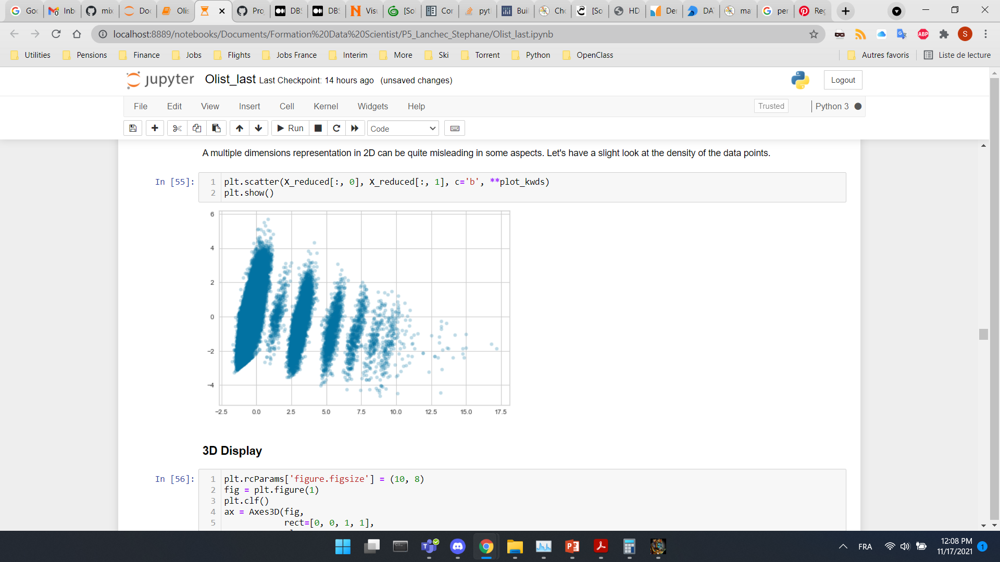 Goc
Inb
mix
Doc
Olis
Pro
DBS
DBS
Visu
[So
Cor
pyt
Buil
Cho
[So
HD
Der
DA
ma
per
Reg
localhost:8889/notebooks/Documents/Formation%20Data%20Scientist/P5_Lanchec_Stephane/Olist_last.ipynb
ABP
S
Utilities
Pensions
Finance
Jobs
Flights
Jobs France
Interim
More
Ski
Torrent
Python
OpenClass
Autres favoris
Liste de lecture
jupyter Olist_last Last Checkpoint: 14 hours ago (unsaved changes)
Logout
File Edit View Insert Cell Kernel Widgets Help
Trusted
Python 3
Run
Code
A multiple dimensions representation in 2D can be quite misleading in some aspects. Let's have a slight look at the density of the data points.
In [55]:
1 plt.scatter(X_reduced[:, 0], X_reduced[:, 1], c='b', **plot_kwds)
2 plt.show()
6
4
2
0
−2
−4
−2.5 0.0 2.5 5.0 7.5 10.0 12.5 15.0 17.5
3D Display
In [56]:
1 plt.rcParams['figure.figsize'] = (10, 8)
2 fig = plt.figure(1)
3 plt.clf()
4 ax = Axes3D(fig,
5 rect=[0, 0, 1, 1],
FRA
12:08 PM
11/17/2021
1